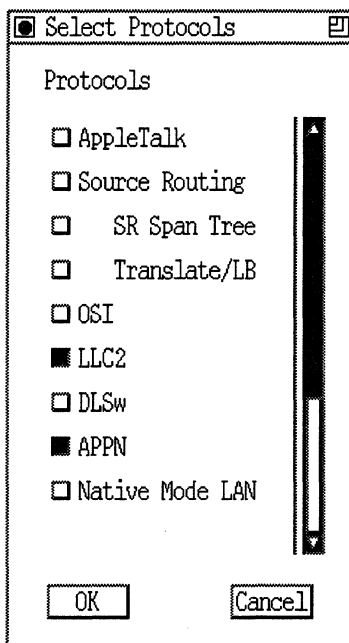 Select Protocols
Protocols
AppleTalk
Source Routing
SR Span Tree
Translate/LB
OSI
LLC2
DLSw
APPN
Native Mode LAN
OK
Cancel